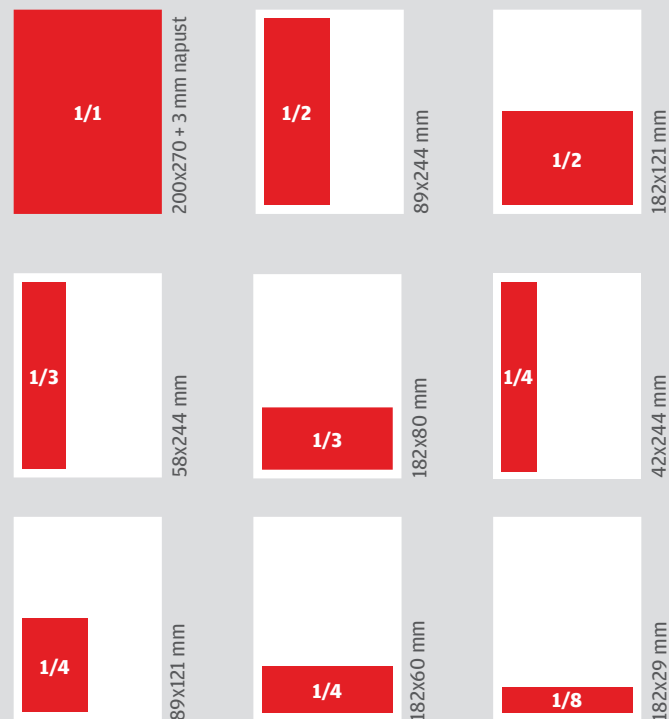 1/1
200x270 + 3 mm napust
1/2
89x244 mm
1/2
182x121 mm
1/3
58x244 mm
1/3
182x80 mm
1/4
42x244 mm
1/4
89x121 mm
1/4
182x60 mm
1/8
182x29 mm